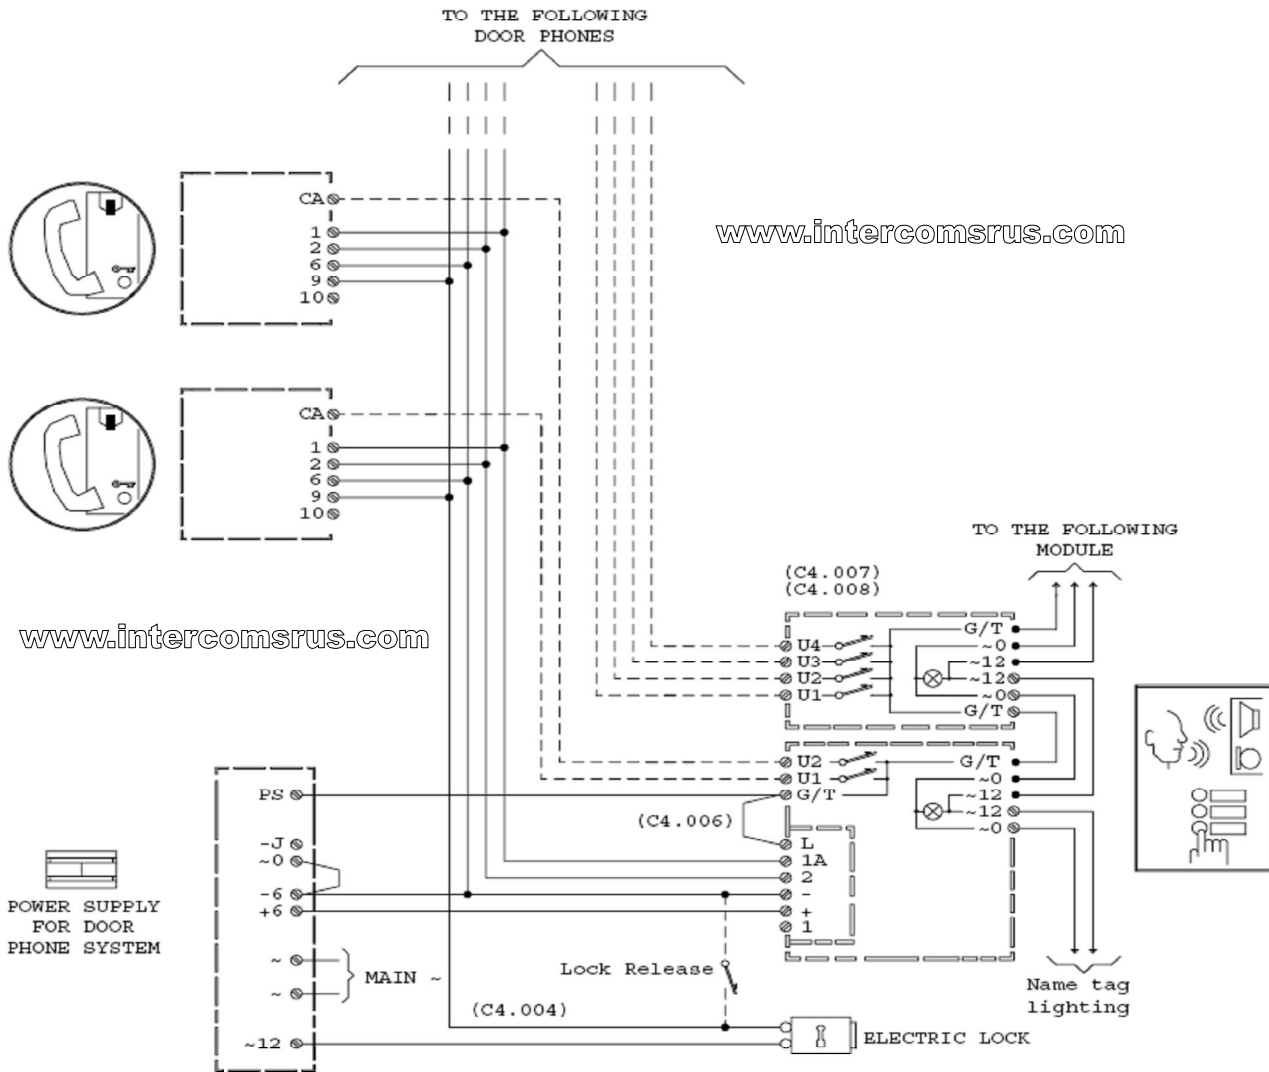 TO THE FOLLOWING
DOOR PHONES
CA
1
2
6
9
10
www.intercomsrus.com
CA
1
2
6
9
10
TO THE FOLLOWING
MODULE
(C4.007)
(C4.008)
www.intercomsrus.com
U4
U3
U2
U1
G/T
~0
~12
~12
~0
G/T
U2
U1
G/T
G/T
~0
~12
~12
~0
(C4.006)
L
1A
2
-
+
1
PS
-J
~0
-6
+6
~
~
MAIN ~
~12
POWER SUPPLY
FOR DOOR
PHONE SYSTEM
Lock Release
(C4.004)
Name tag
lighting
ELECTRIC LOCK